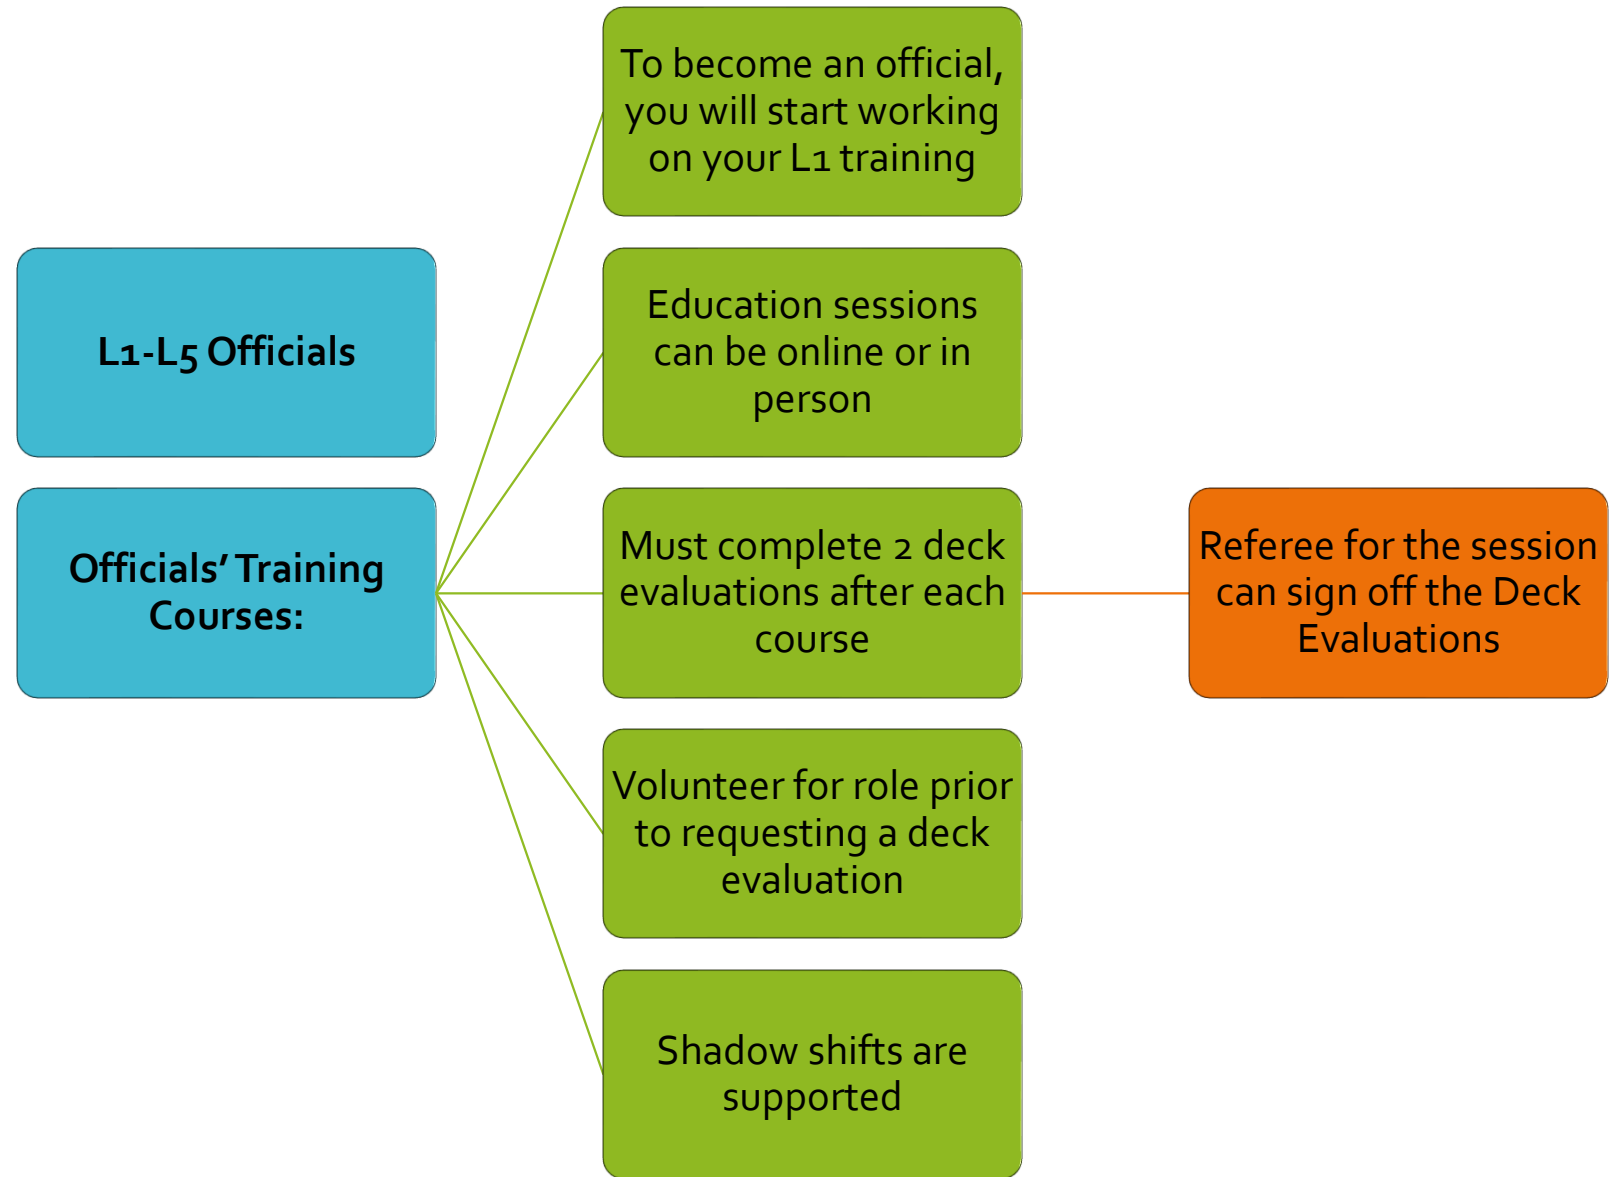 L1-L5 Officials
Officials' Training
Courses:
To become an official,
you will start working
on your L1 training
Education sessions
can be online or in
person
Must complete 2 deck
evaluations after each
course
Referee for the session
can sign off the Deck
Evaluations
Volunteer for role prior
to requesting a deck
evaluation
Shadow shifts are
supported